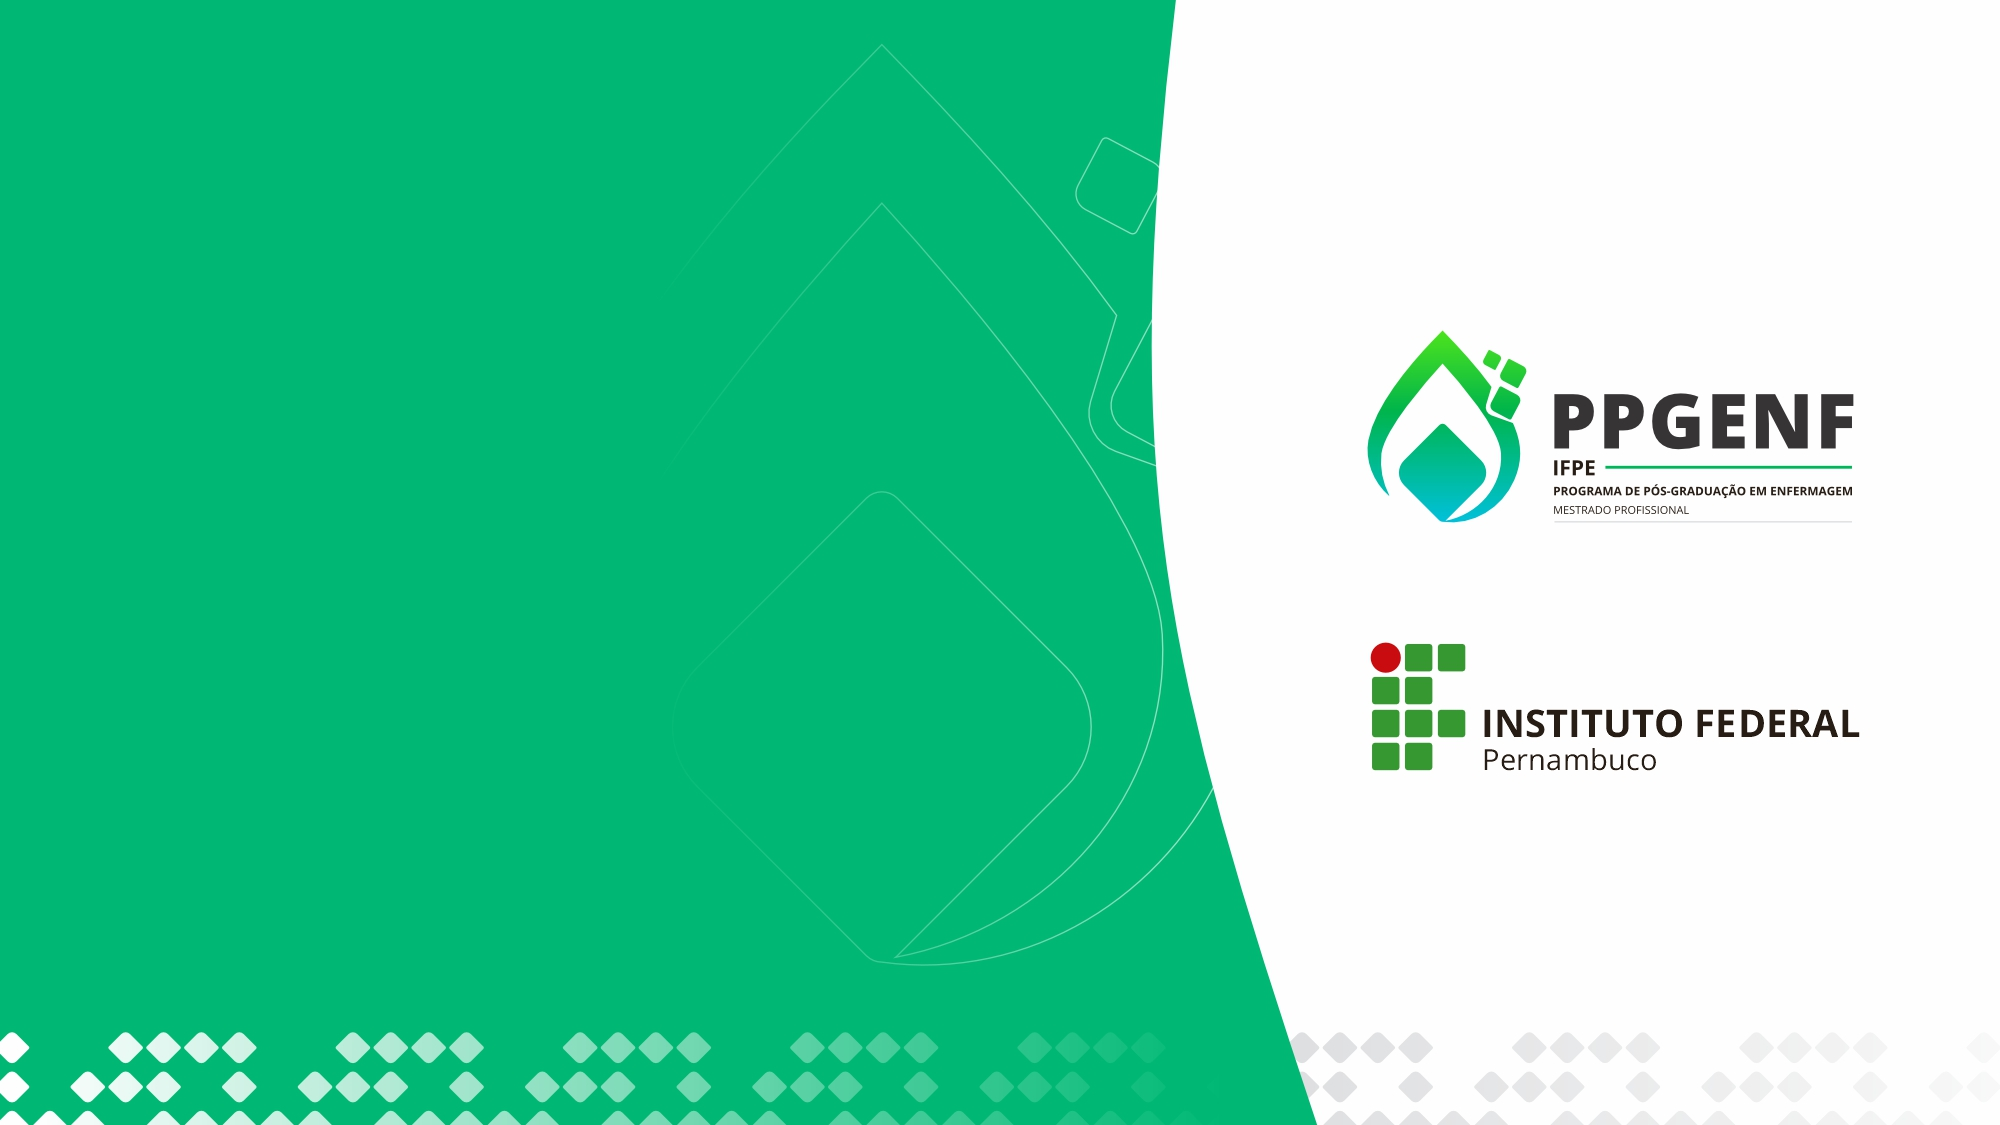 PPGENF
IFPE
PROGRAMA DE PÓS-GRADUAÇÃO EM ENFERMAGEM
MESTRADO PROFISSIONAL
INSTITUTO FEDERAL
Pernambuco